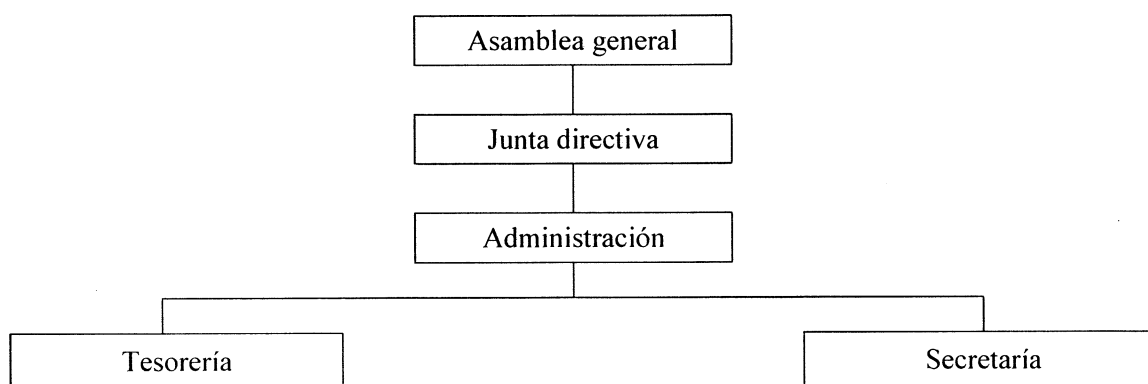 Asamblea general
Junta directiva
Administración
Tesorería
Secretaría